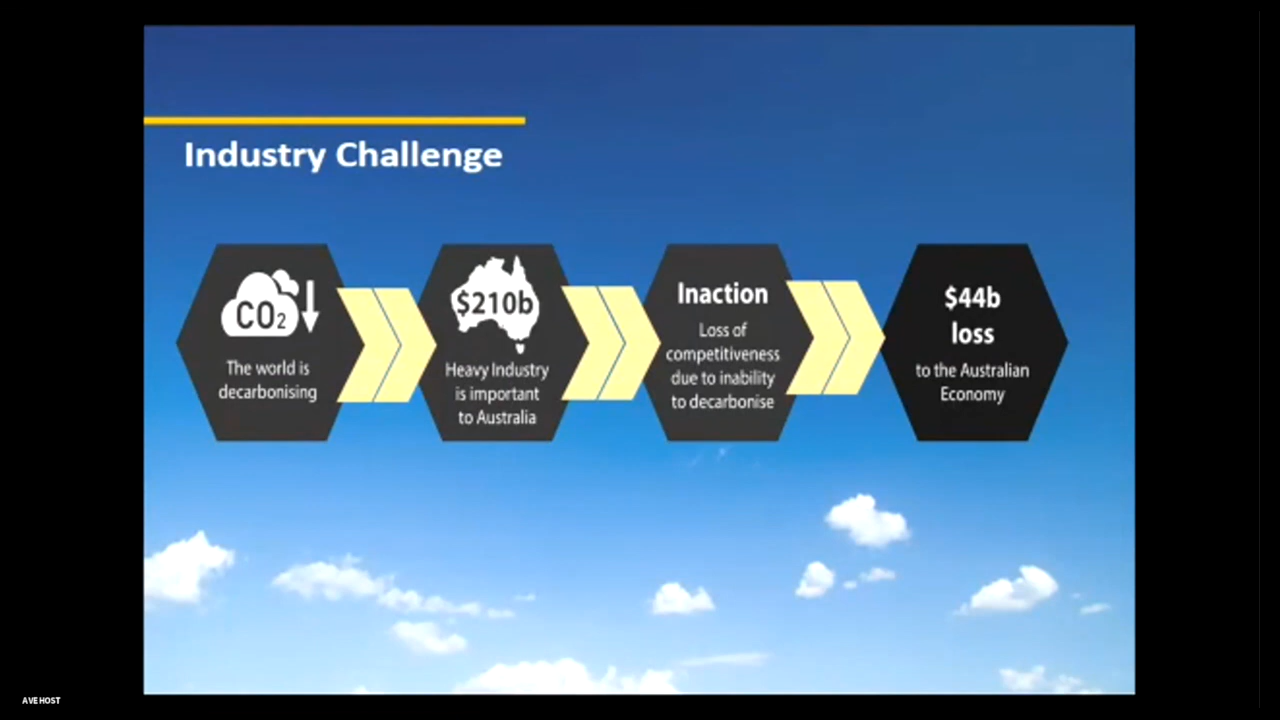 Industry Challenge
CO2
The world is
decarbonising
$210b
Heavy Industry
is important
to Australia
Inaction
Loss of
competitiveness
due to inability
to decarbonise
$44b
loss
to the Australian
Economy
AVE HOST